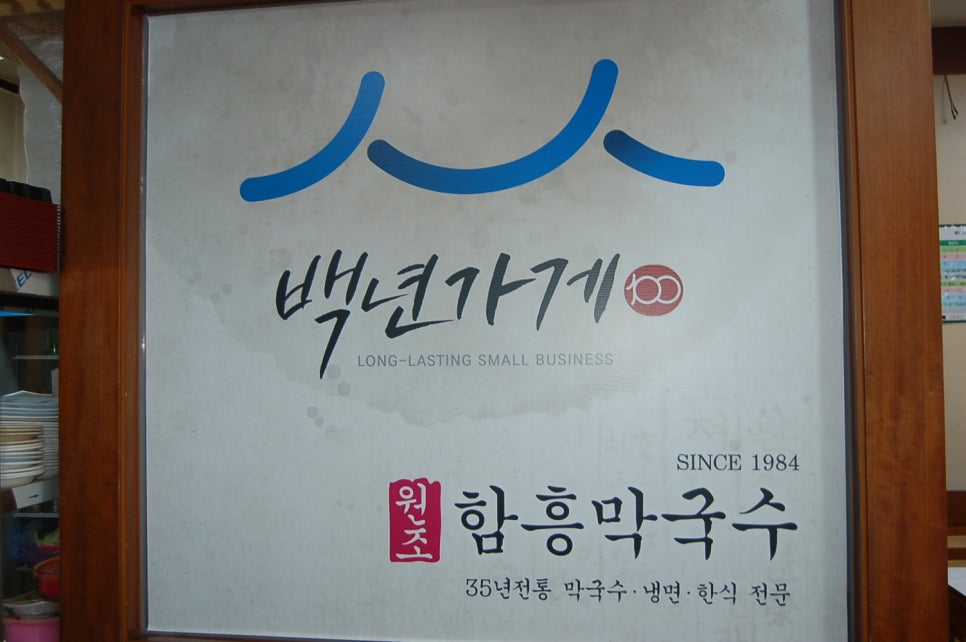 백년가게 100
LONG-LASTING SMALL BUSINESS
SINCE 1984
원조 함흥막국수
35년전통 막국수·냉면·한식 전문